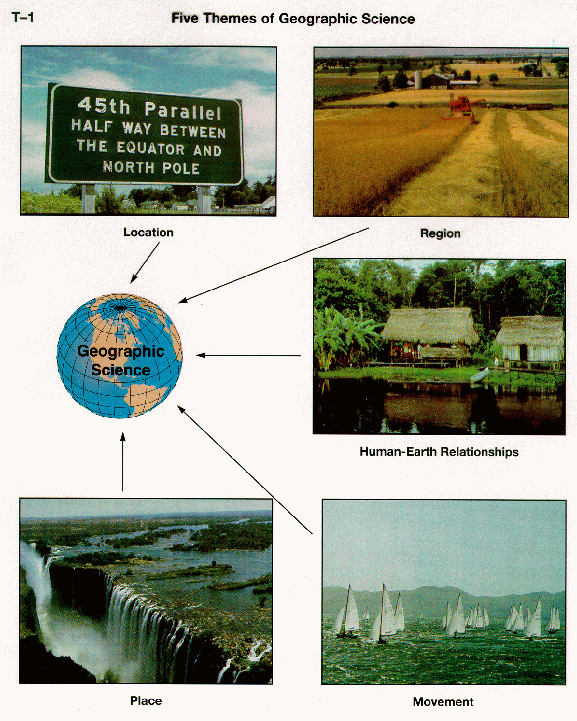 T-1
Five Themes of Geographic Science
45th Parallel
HALF WAY BETWEEN
THE EQUATOR AND
NORTH POLE
Location
Region
Geographic
Science
Human-Earth Relationships
Place
Movement